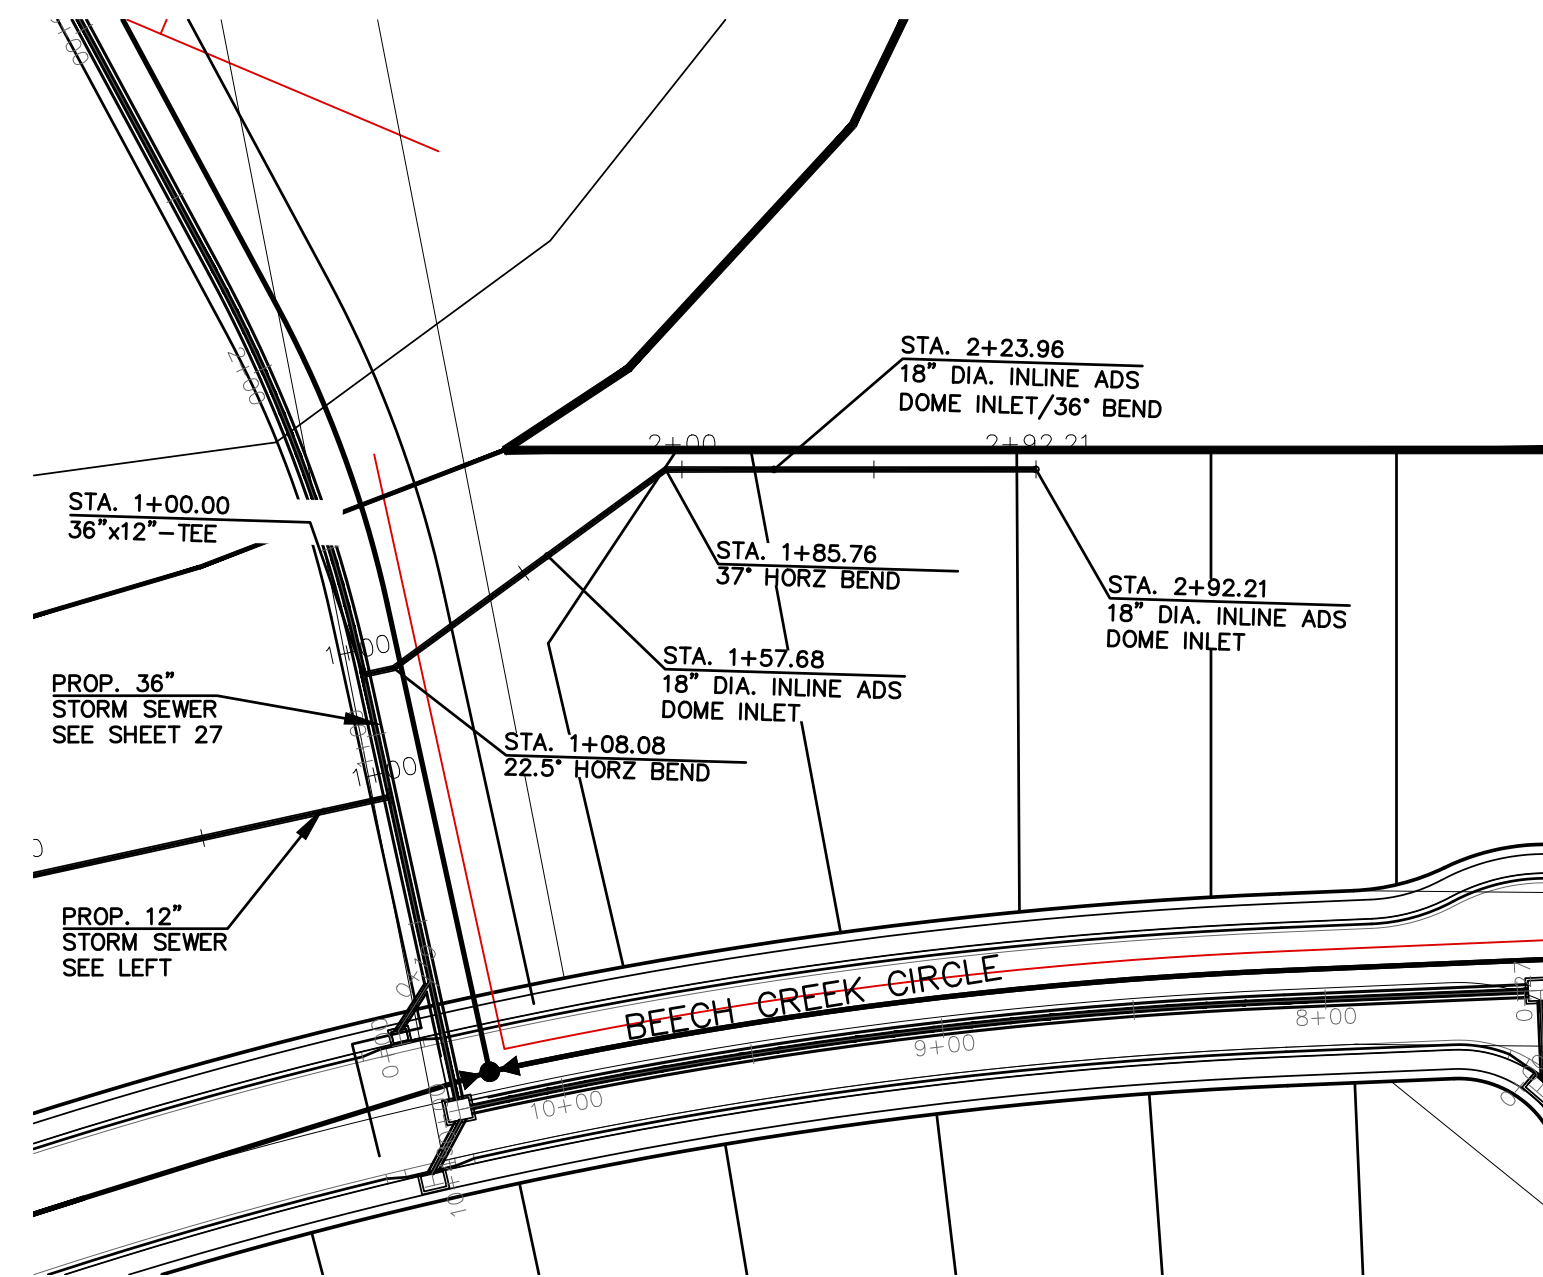 2+00
STA. 2+23.96
18" DIA. INLINE ADS
DOME INLET/36° BEND
2+00
2+92.21
STA. 1+00.00
36"x12"-TEE
STA. 1+85.76
37° HORZ BEND
STA. 2+92.21
18" DIA. INLINE ADS
DOME INLET
1+00
STA. 1+57.68
18" DIA. INLINE ADS
DOME INLET
PROP. 36"
STORM SEWER
SEE SHEET 27
STA. 1+08.08
22.5° HORZ BEND
1+00
PROP. 12"
STORM SEWER
SEE LEFT
BEECH CREEK CIRCLE
8+00
9+00
10+00